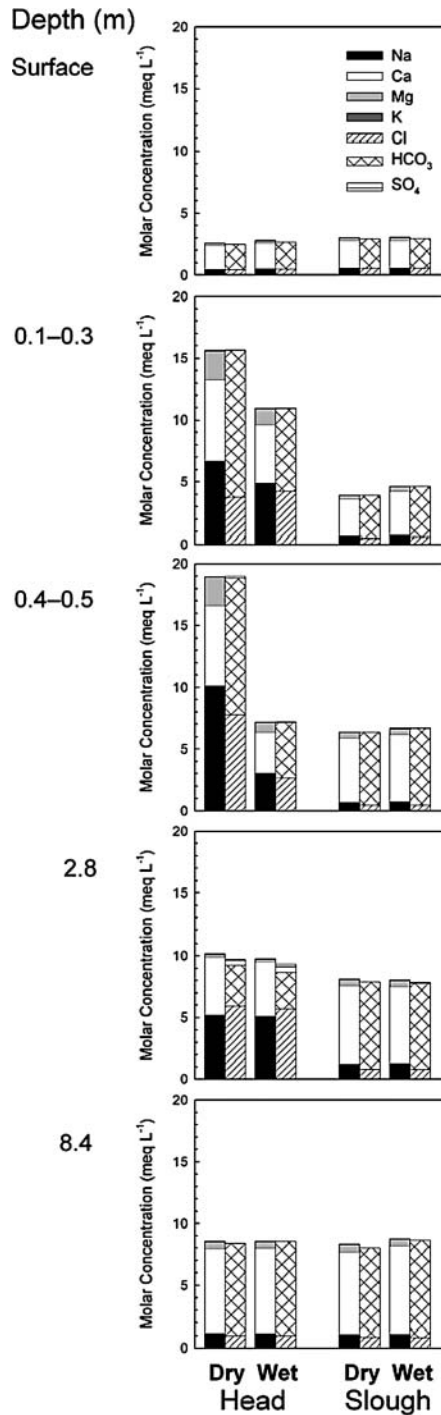 Depth (m)
Surface
Molar Concentration (meq L⁻¹)
20
15
10
5
0
Na
Ca
Mg
K
Cl
HCO₃
SO₄
0.1–0.3
Molar Concentration (meq L⁻¹)
20
15
10
5
0
0.4–0.5
Molar Concentration (meq L⁻¹)
20
15
10
5
0
2.8
Molar Concentration (meq L⁻¹)
20
15
10
5
0
8.4
Molar Concentration (meq L⁻¹)
20
15
10
5
0
Dry Wet Dry Wet
Head Slough